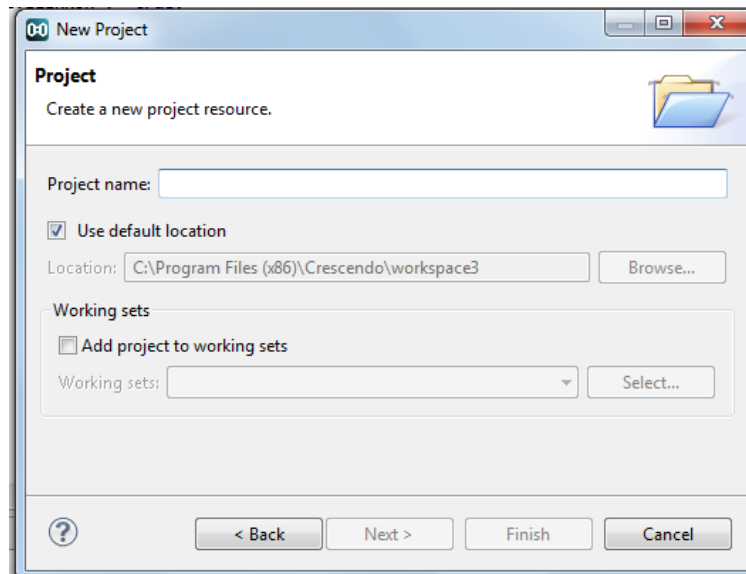 New Project
Project
Create a new project resource.
Project name:
Use default location
Location: C:\Program Files (x86)\Crescendo\workspace3 Browse...
Working sets
Add project to working sets
Working sets: Select...
? < Back Next > Finish Cancel